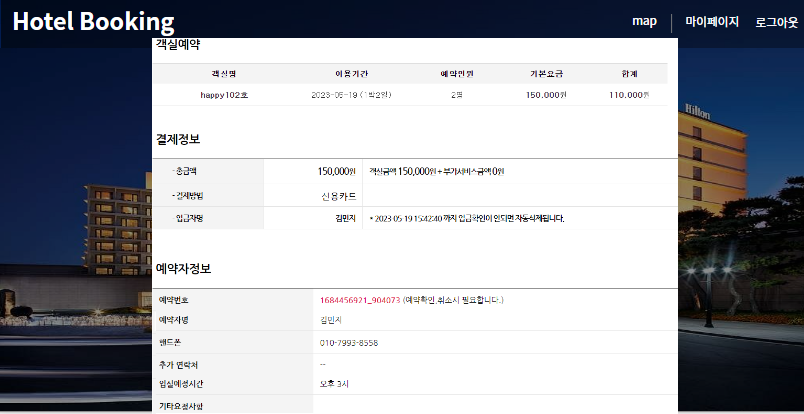 Hotel Booking
map | 마이페이지 로그아웃
Hilton
객실예약
객실명 이용기간 예약인원 기본요금 합계
happy102호 2023-05-19 (1박2일) 2명 150,000원 110,000원
결제정보
- 총금액 150,000원 객실금액 150,000원 + 부가서비스금액 0원
- 결제방법 신용카드
- 입금자명 김민지 * 2023-05-19 15:42:40 까지 입금확인이 안되면 자동삭제됩니다.
예약자정보
예약번호 1684456921_904073 (예약확인,취소시 필요합니다.)
예약자명 김민지
핸드폰 010-7993-8558
추가 연락처 --
입실예정시간 오후 3시
기타요청사항